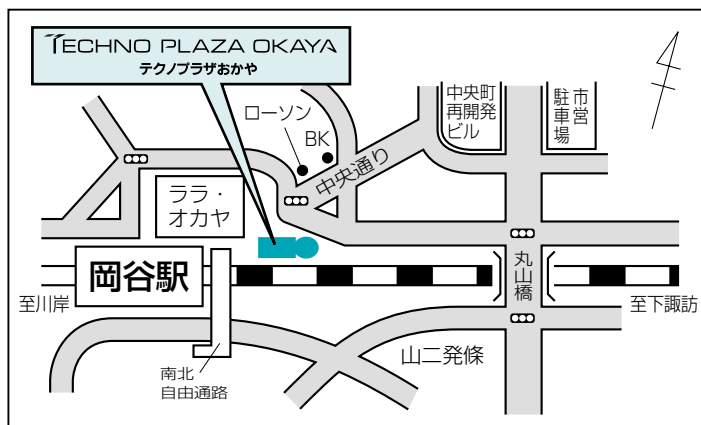 TECHNO PLAZA OKAYA
テクノプラザおかや
ローソン
BK
中央通り
中央町
再開発
ビル
市営
駐車場
ララ・
オカヤ
岡谷駅
丸山橋
至川岸
至下諏訪
南北
自由通路
山二発條